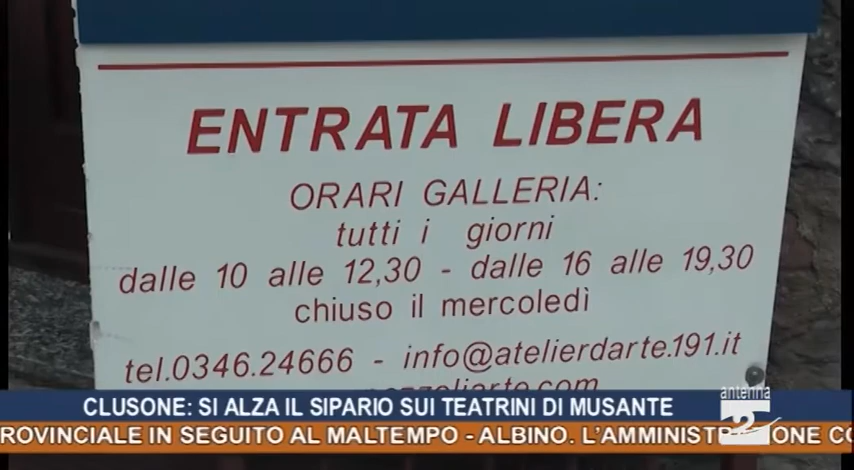 ENTRATA LIBERA
ORARI GALLERIA:
tutti i giorni
dalle 10 alle 12,30 - dalle 16 alle 19,30
chiuso il mercoledì
tel.0346.24666 - info@atelierdarte.191.it
CLUSONE: SI ALZA IL SIPARIO SUI TEATRINI DI MUSANTE
antenna
2
ROVINCIALE IN SEGUITO AL MALTEMPO - ALBINO. L'AMMINISTR ONE CO